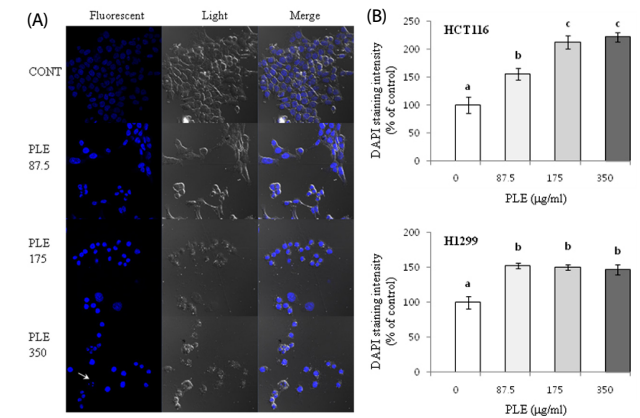 (A)
Fluorescent Light Merge
CONT
PLE
87.5
PLE
175
PLE
350
(B)
HCT116
DAPI staining intensity
(% of control)
250
200
150
100
50
0
a
b
c
c
0 87.5 175 350
PLE (µg/ml)
H1299
DAPI staining intensity
(% of control)
200
150
100
50
0
a
b
b
b
0 87.5 175 350
PLE (µg/ml)